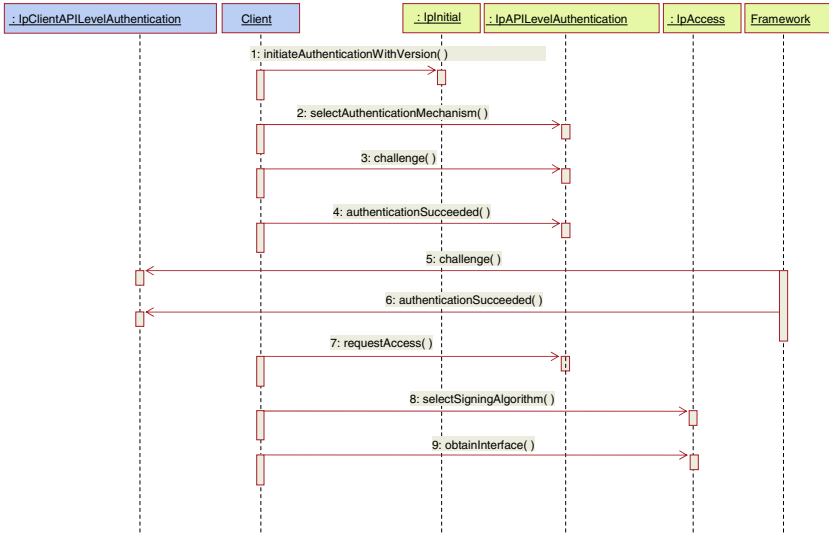 : IpClientAPILevelAuthentication
Client
: IpInitial
: IpAPILevelAuthentication
: IpAccess
Framework
1: initiateAuthenticationWithVersion( )
2: selectAuthenticationMechanism( )
3: challenge( )
4: authenticationSucceeded( )
5: challenge( )
6: authenticationSucceeded( )
7: requestAccess( )
8: selectSigningAlgorithm( )
9: obtainInterface( )